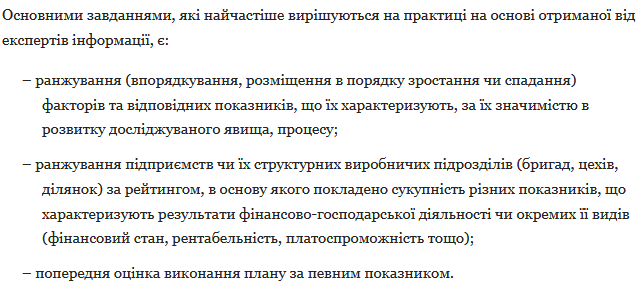 Основними завданнями, які найчастіше вирішуються на практиці на основі отриманої від
експертів інформації, є:
– ранжування (впорядкування, розміщення в порядку зростання чи спадання)
факторів та відповідних показників, що їх характеризують, за їх значимістю в
розвитку досліджуваного явища, процесу;
– ранжування підприємств чи їх структурних виробничих підрозділів (бригад, цехів,
ділянок) за рейтингом, в основу якого покладено сукупність різних показників, що
характеризують результати фінансово-господарської діяльності чи окремих її видів
(фінансовий стан, рентабельність, платоспроможність тощо);
– попередня оцінка виконання плану за певним показником.